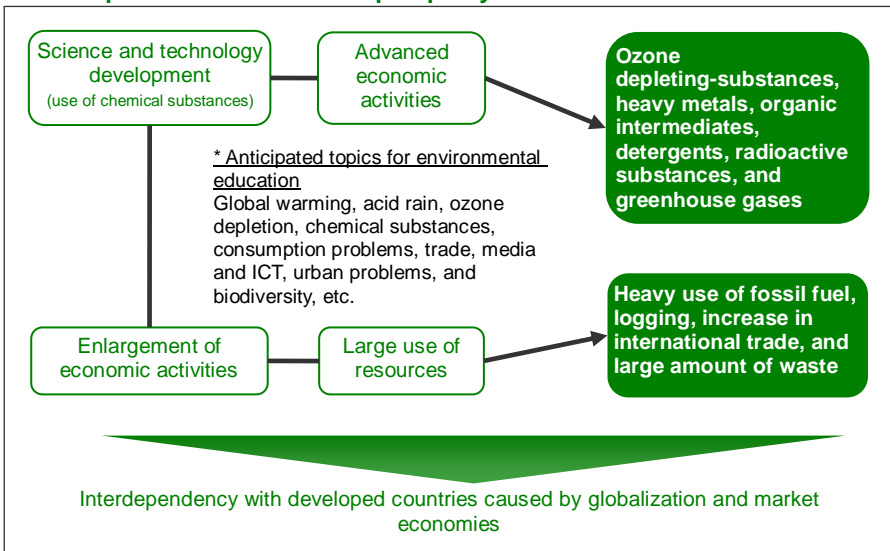 Science and technology
development
(use of chemical substances)
Advanced
economic
activities
Ozone
depleting-substances,
heavy metals, organic
intermediates,
detergents, radioactive
substances, and
greenhouse gases
* Anticipated topics for environmental
education
Global warming, acid rain, ozone
depletion, chemical substances,
consumption problems, trade, media
and ICT, urban problems, and
biodiversity, etc.
Enlargement of
economic activities
Large use of
resources
Heavy use of fossil fuel,
logging, increase in
international trade, and
large amount of waste
Interdependency with developed countries caused by globalization and market
economies